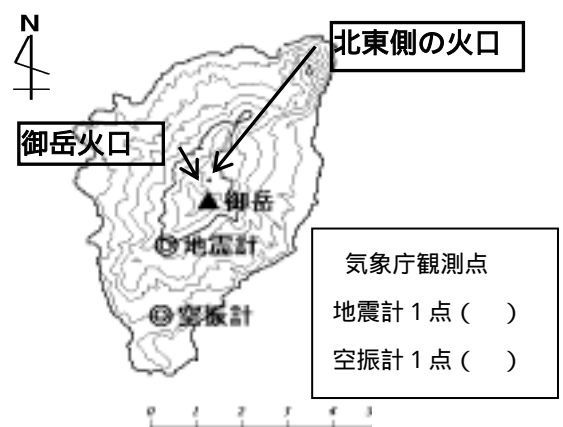 N
北東側の火口
御岳火口
御岳
地震計
空振計
気象庁観測点
地震計1点(　)
空振計1点(　)
0 1 2 3 4 5